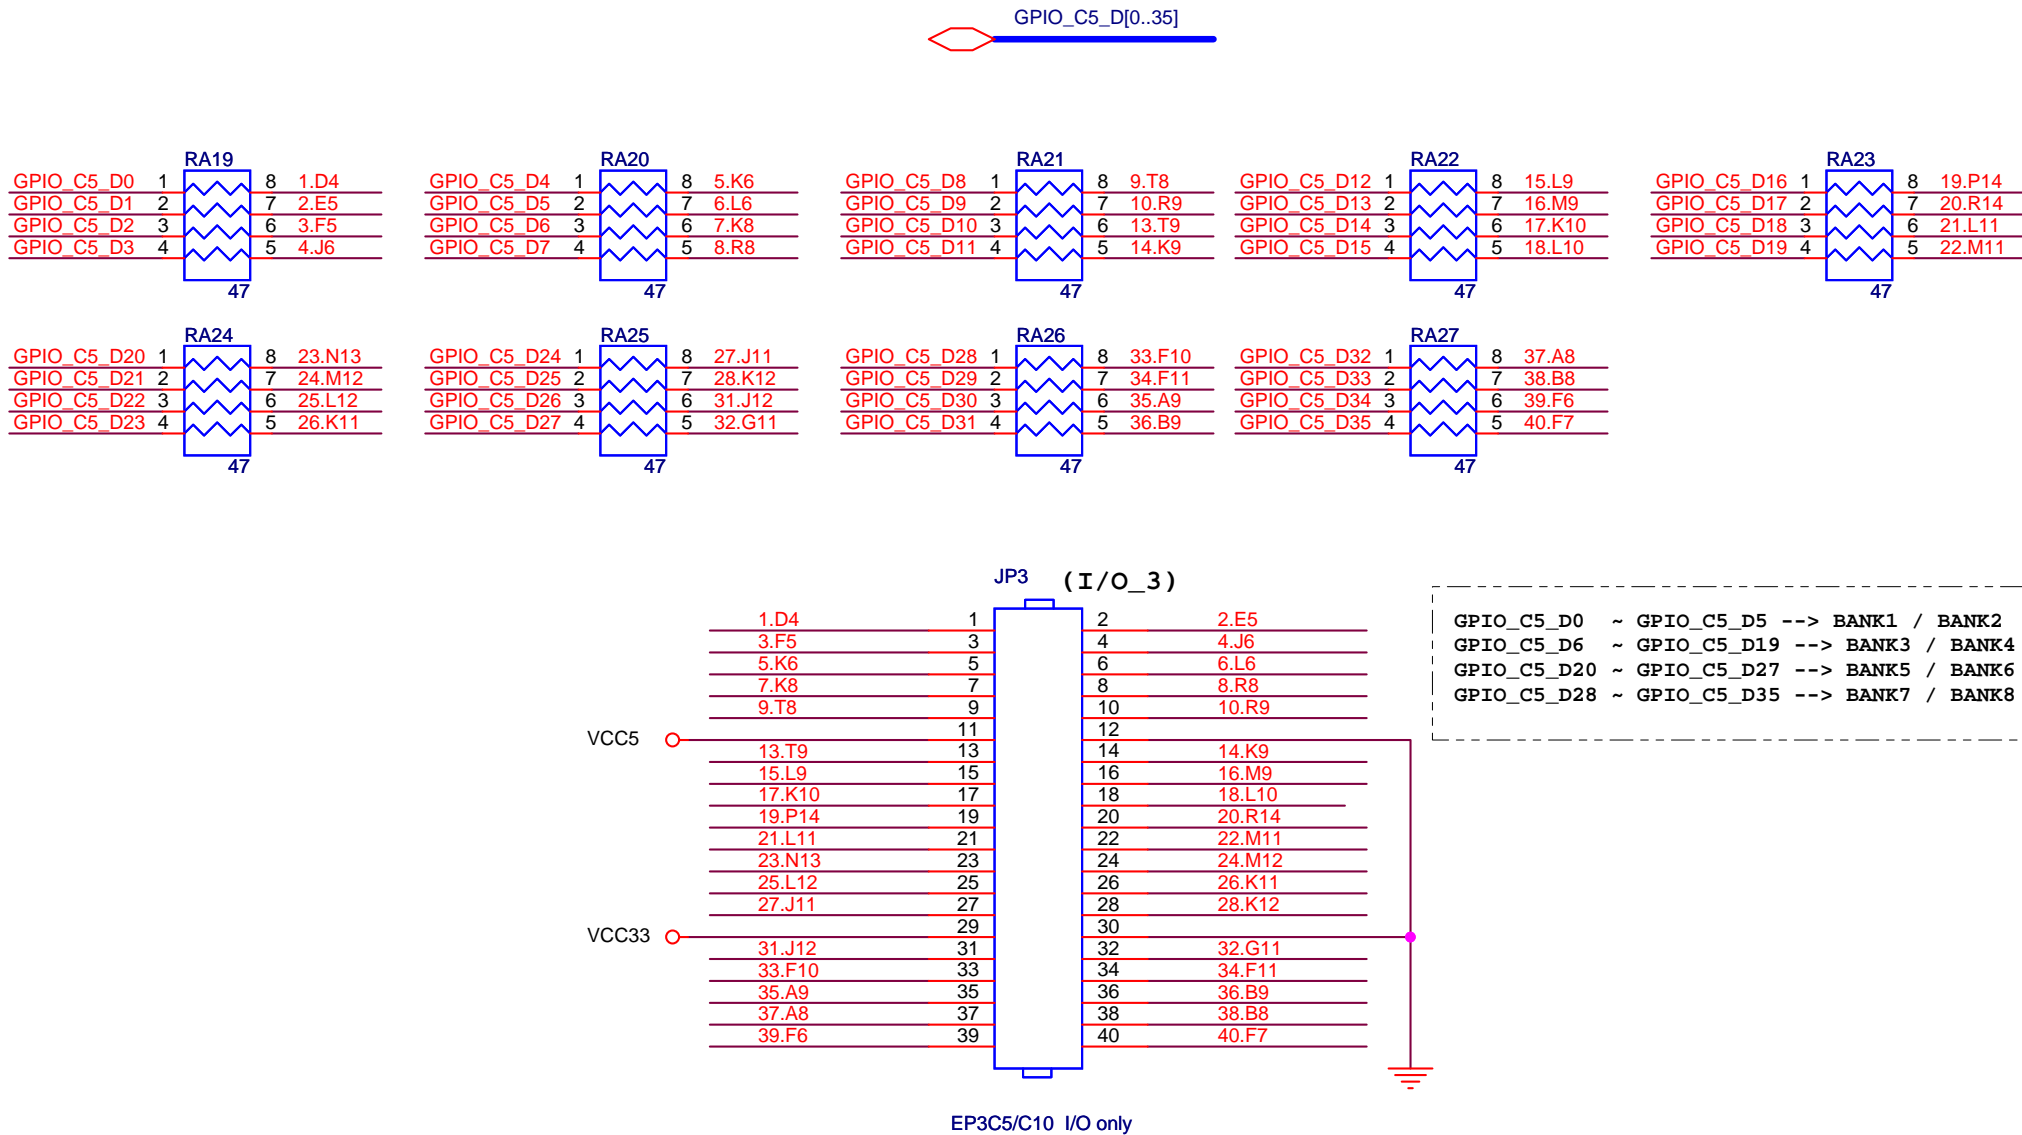 GPIO_C5_D[0..35]
RA19 RA20 RA21 RA22 RA23
GPIO_C5_D0 1 8 1.D4 GPIO_C5_D4 1 8 5.K6 GPIO_C5_D8 1 8 9.T8 GPIO_C5_D12 1 8 15.L9 GPIO_C5_D16 1 8 19.P14
GPIO_C5_D1 2 7 2.E5 GPIO_C5_D5 2 7 6.L6 GPIO_C5_D9 2 7 10.R9 GPIO_C5_D13 2 7 16.M9 GPIO_C5_D17 2 7 20.R14
GPIO_C5_D2 3 6 3.F5 GPIO_C5_D6 3 6 7.K8 GPIO_C5_D10 3 6 13.T9 GPIO_C5_D14 3 6 17.K10 GPIO_C5_D18 3 6 21.L11
GPIO_C5_D3 4 5 4.J6 GPIO_C5_D7 4 5 8.R8 GPIO_C5_D11 4 5 14.K9 GPIO_C5_D15 4 5 18.L10 GPIO_C5_D19 4 5 22.M11
47 47 47 47 47
RA24 RA25 RA26 RA27
GPIO_C5_D20 1 8 23.N13 GPIO_C5_D24 1 8 27.J11 GPIO_C5_D28 1 8 33.F10 GPIO_C5_D32 1 8 37.A8
GPIO_C5_D21 2 7 24.M12 GPIO_C5_D25 2 7 28.K12 GPIO_C5_D29 2 7 34.F11 GPIO_C5_D33 2 7 38.B8
GPIO_C5_D22 3 6 25.L12 GPIO_C5_D26 3 6 31.J12 GPIO_C5_D30 3 6 35.A9 GPIO_C5_D34 3 6 39.F6
GPIO_C5_D23 4 5 26.K11 GPIO_C5_D27 4 5 32.G11 GPIO_C5_D31 4 5 36.B9 GPIO_C5_D35 4 5 40.F7
47 47 47 47
JP3 (I/O_3)
1.D4 1 2 2.E5
3.F5 3 4 4.J6
5.K6 5 6 6.L6
7.K8 7 8 8.R8
9.T8 9 10 10.R9
VCC5 11 12
13.T9 13 14 14.K9
15.L9 15 16 16.M9
17.K10 17 18 18.L10
19.P14 19 20 20.R14
21.L11 21 22 22.M11
23.N13 23 24 24.M12
25.L12 25 26 26.K11
27.J11 27 28 28.K12
VCC33 29 30
31.J12 31 32 32.G11
33.F10 33 34 34.F11
35.A9 35 36 36.B9
37.A8 37 38 38.B8
39.F6 39 40 40.F7
EP3C5/C10 I/O only
GPIO_C5_D0 ~ GPIO_C5_D5 --> BANK1 / BANK2
GPIO_C5_D6 ~ GPIO_C5_D19 --> BANK3 / BANK4
GPIO_C5_D20 ~ GPIO_C5_D27 --> BANK5 / BANK6
GPIO_C5_D28 ~ GPIO_C5_D35 --> BANK7 / BANK8